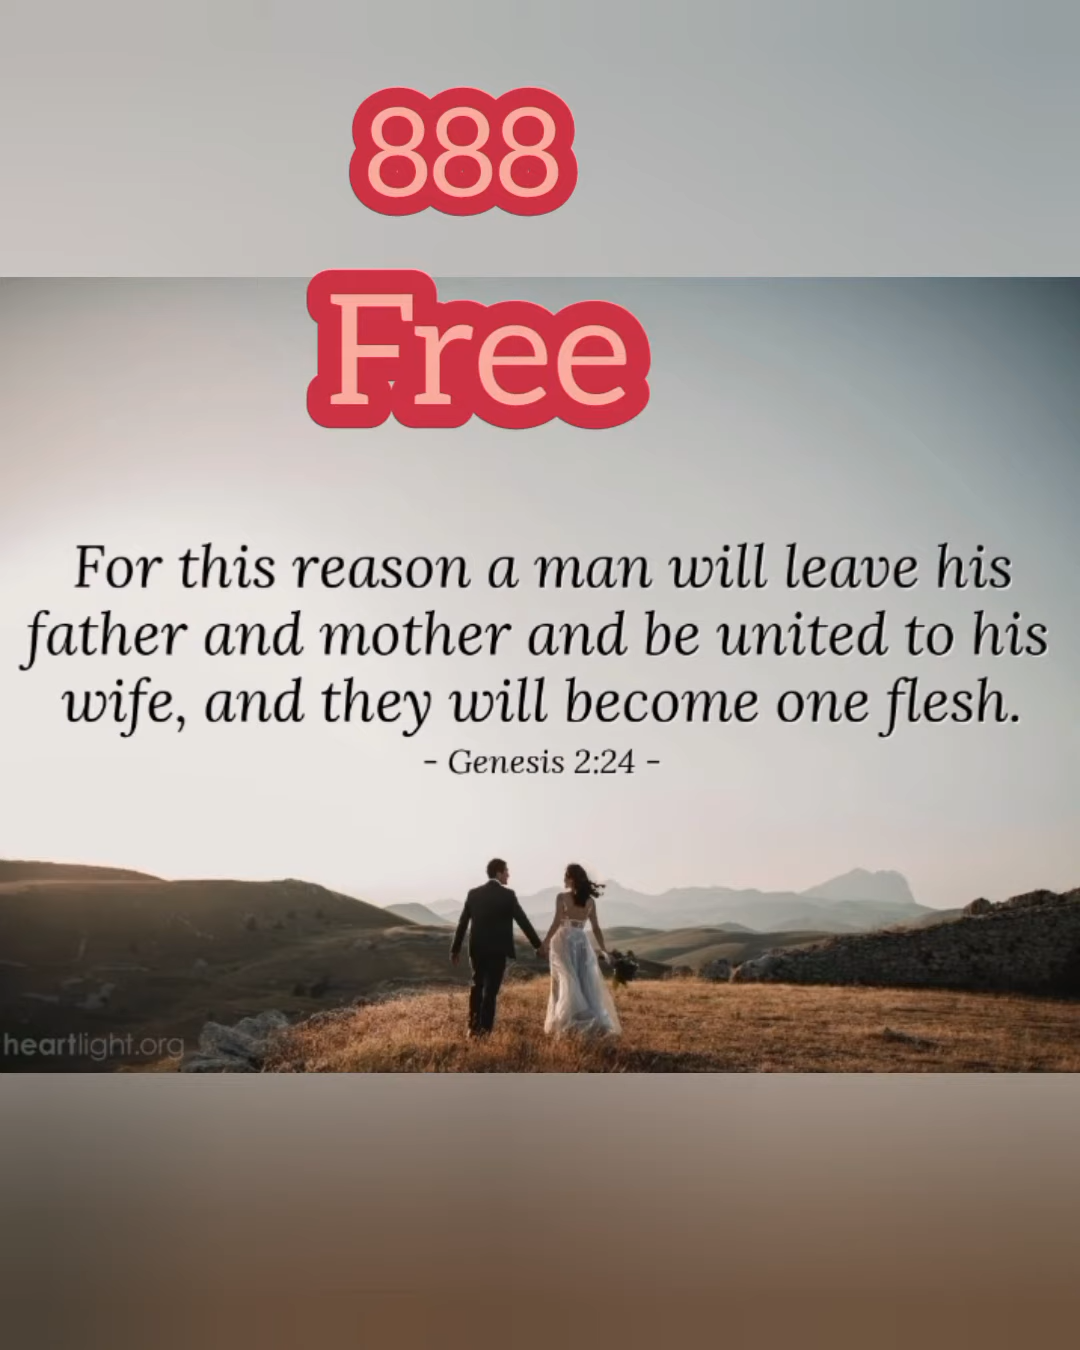 888
Free
For this reason a man will leave his
father and mother and be united to his
wife, and they will become one flesh.
- Genesis 2:24 -
heartlight.org